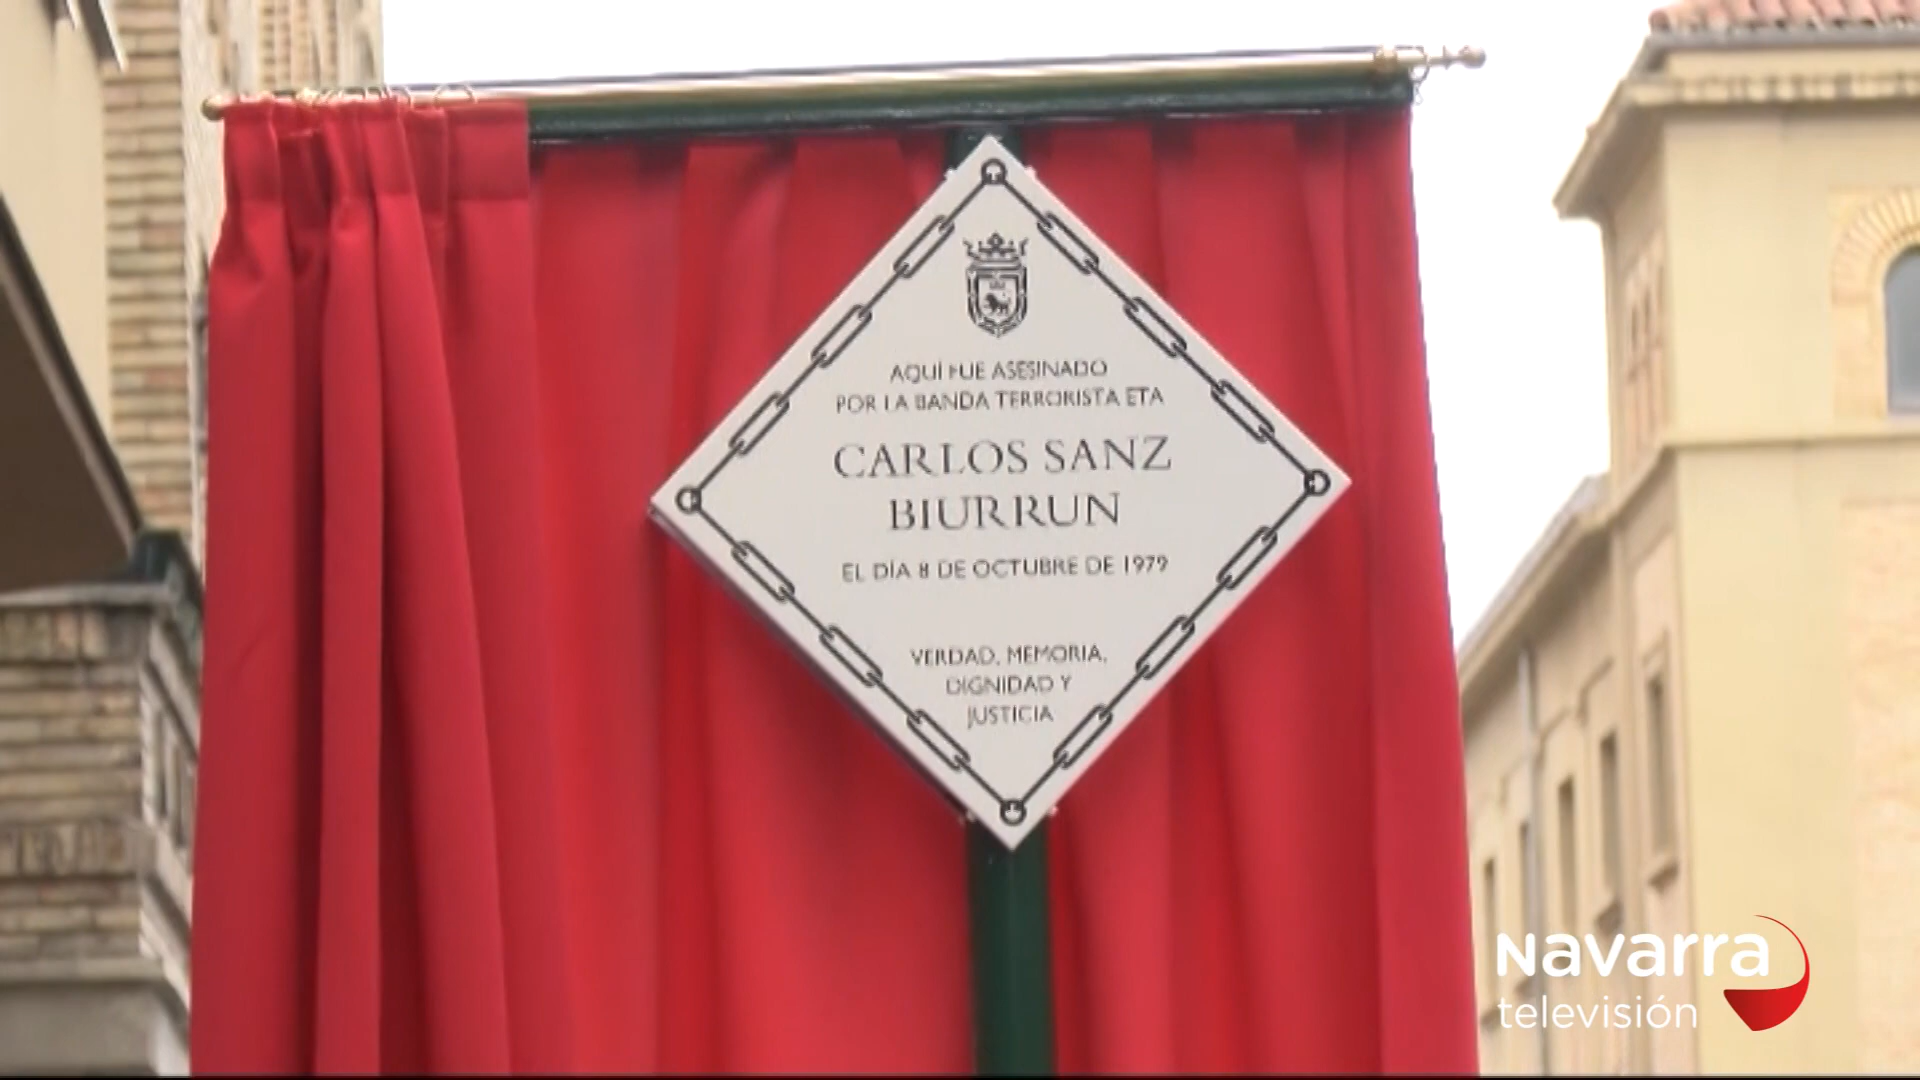 AQUÍ FUE ASESINADO
POR LA BANDA TERRORISTA ETA
CARLOS SANZ
BIURRUN
EL DÍA 8 DE OCTUBRE DE 1979
VERDAD, MEMORIA,
DIGNIDAD Y
JUSTICIA
Navarra
televisión